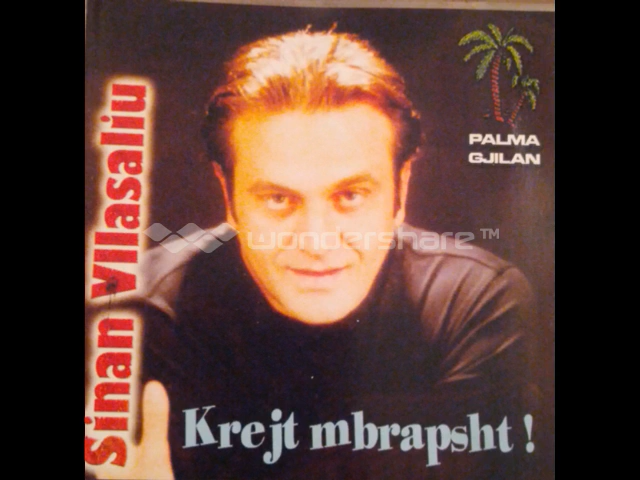 Sinan Vllasaliu
PALMA
GJILAN
wondershare™
Krejt mbrapsht !